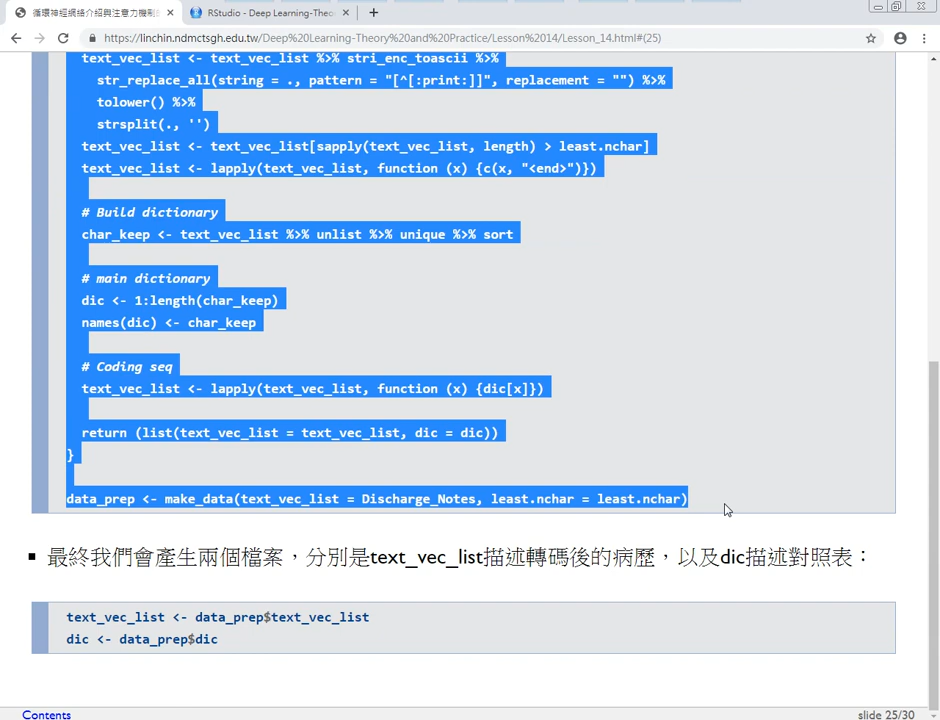 循環神經網絡介紹與注意力機制
RStudio - Deep Learning-Theo
https://linchin.ndmctsgh.edu.tw/Deep%20Learning-Theory%20and%20Practice/Lesson%2014/Lesson_14.html#(25)
text_vec_list <- text_vec_list %>% stri_enc_toascii %>%
str_replace_all(string = ., pattern = "[^[:print:]]", replacement = "") %>%
tolower() %>%
strsplit(., '')
text_vec_list <- text_vec_list[sapply(text_vec_list, length) > least.nchar]
text_vec_list <- lapply(text_vec_list, function (x) {c(x, "<end>")})
# Build dictionary
char_keep <- text_vec_list %>% unlist %>% unique %>% sort
# main dictionary
dic <- 1:length(char_keep)
names(dic) <- char_keep
# Coding seq
text_vec_list <- lapply(text_vec_list, function (x) {dic[x]})
return (list(text_vec_list = text_vec_list, dic = dic))
}
data_prep <- make_data(text_vec_list = Discharge_Notes, least.nchar = least.nchar)
▪ 最終我們會產生兩個檔案，分別是text_vec_list描述轉碼後的病歷，以及dic描述對照表：
text_vec_list <- data_prep$text_vec_list
dic <- data_prep$dic
Contents
slide 25/30